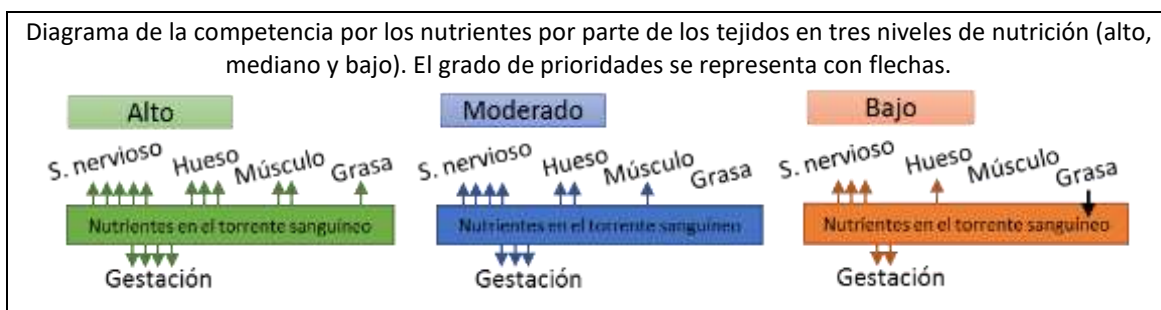 Diagrama de la competencia por los nutrientes por parte de los tejidos en tres niveles de nutrición (alto,
mediano y bajo). El grado de prioridades se representa con flechas.
Alto
S. nervioso Hueso Músculo Grasa
Nutrientes en el torrente sanguíneo
Gestación
Moderado
S. nervioso Hueso Músculo Grasa
Nutrientes en el torrente sanguíneo
Gestación
Bajo
S. nervioso Hueso Músculo Grasa
Nutrientes en el torrente sanguíneo
Gestación